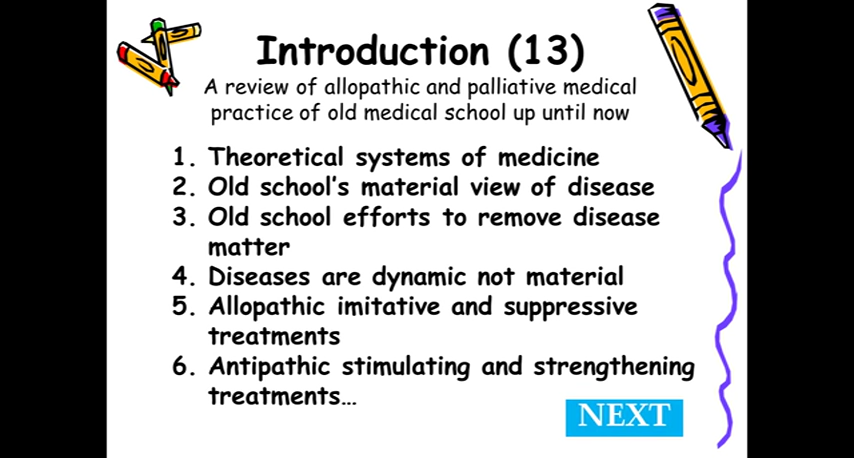 Introduction (13)
A review of allopathic and palliative medical
practice of old medical school up until now
1. Theoretical systems of medicine
2. Old school's material view of disease
3. Old school efforts to remove disease
matter
4. Diseases are dynamic not material
5. Allopathic imitative and suppressive
treatments
6. Antipathic stimulating and strengthening
treatments...
NEXT